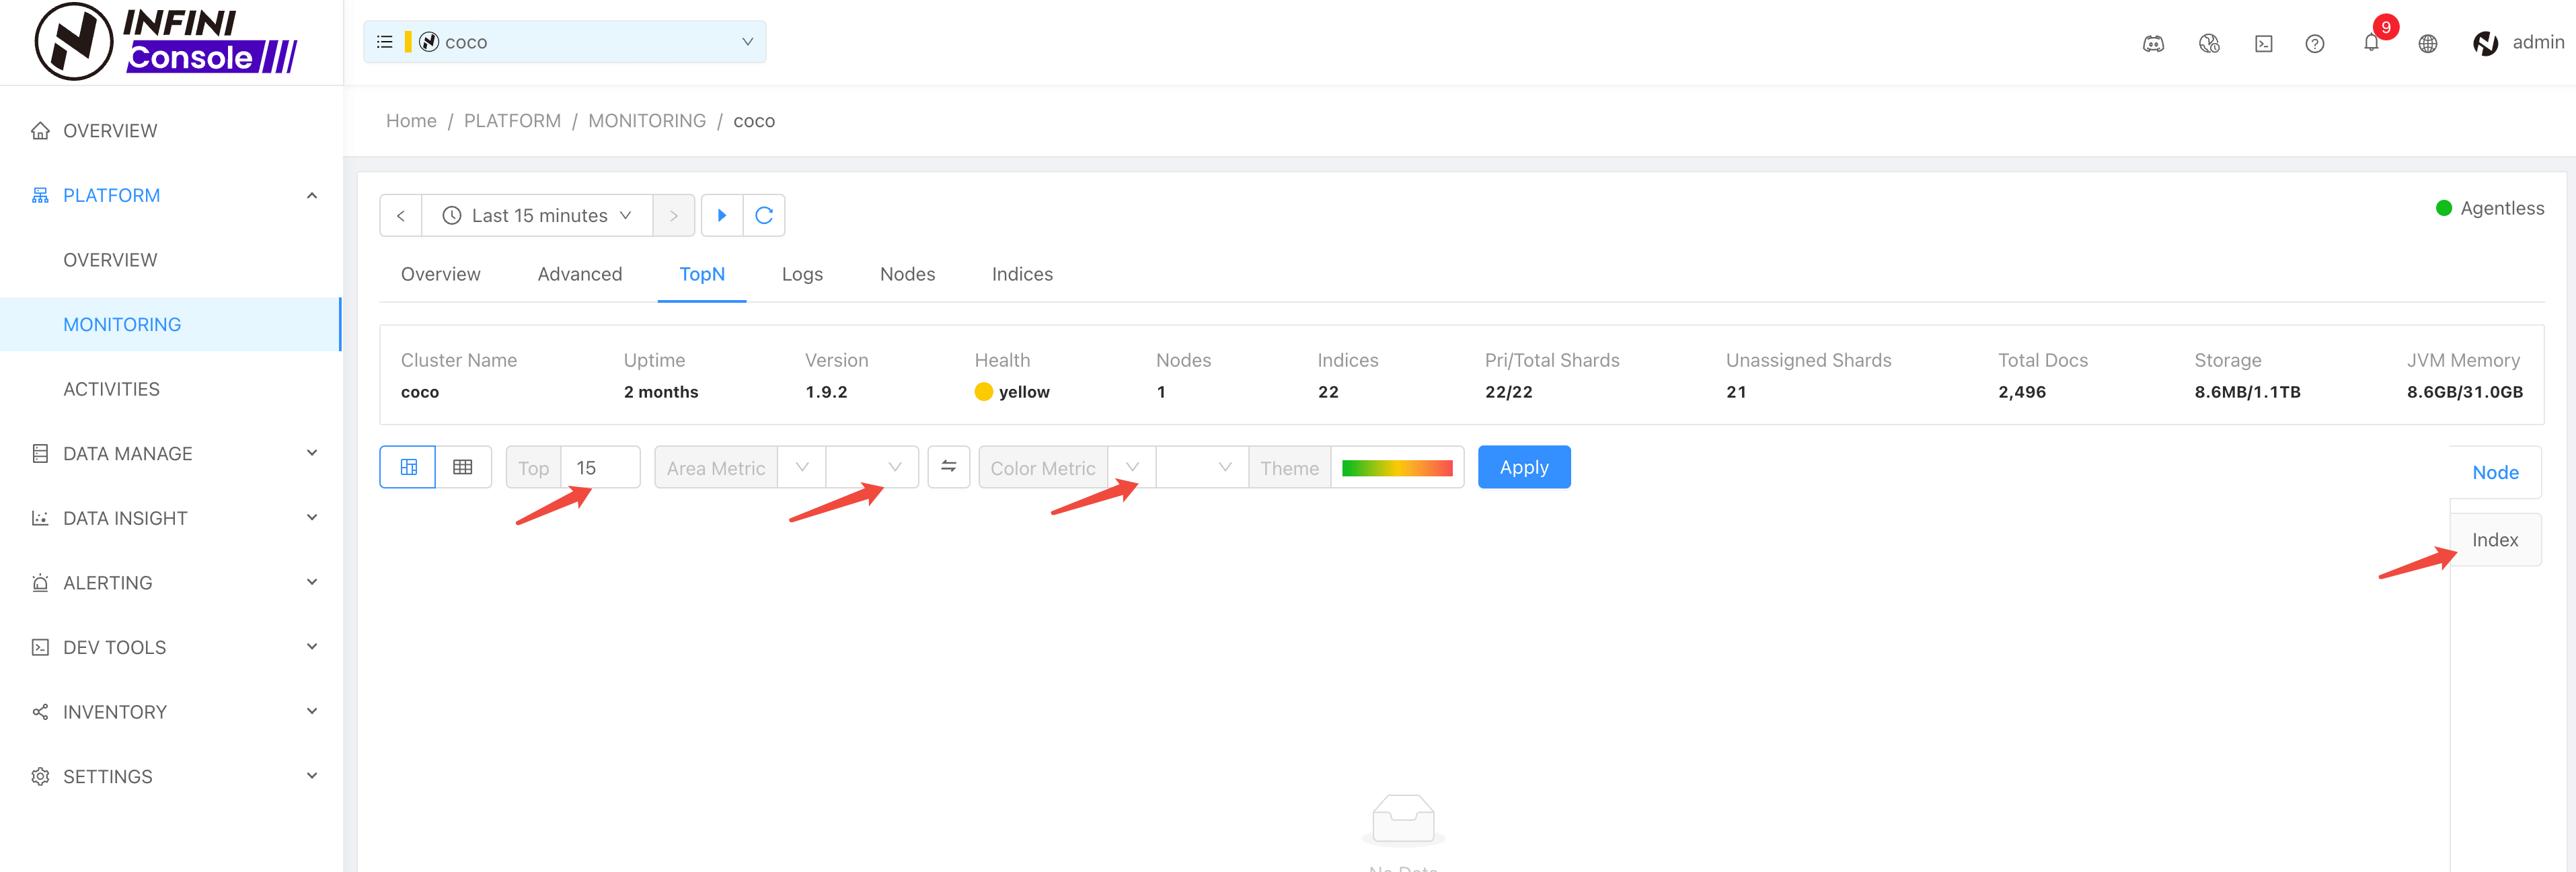 INFINI
Console
coco
9
admin
Home / PLATFORM / MONITORING / coco
OVERVIEW
PLATFORM
OVERVIEW
MONITORING
ACTIVITIES
DATA MANAGE
DATA INSIGHT
ALERTING
DEV TOOLS
INVENTORY
SETTINGS
Last 15 minutes
Agentless
Overview Advanced TopN Logs Nodes Indices
Cluster Name Uptime Version Health Nodes Indices Pri/Total Shards Unassigned Shards Total Docs Storage JVM Memory
coco 2 months 1.9.2 yellow 1 22 22/22 21 2,496 8.6MB/1.1TB 8.6GB/31.0GB
Top 15 Area Metric Color Metric Theme Apply
Node
Index
No Data